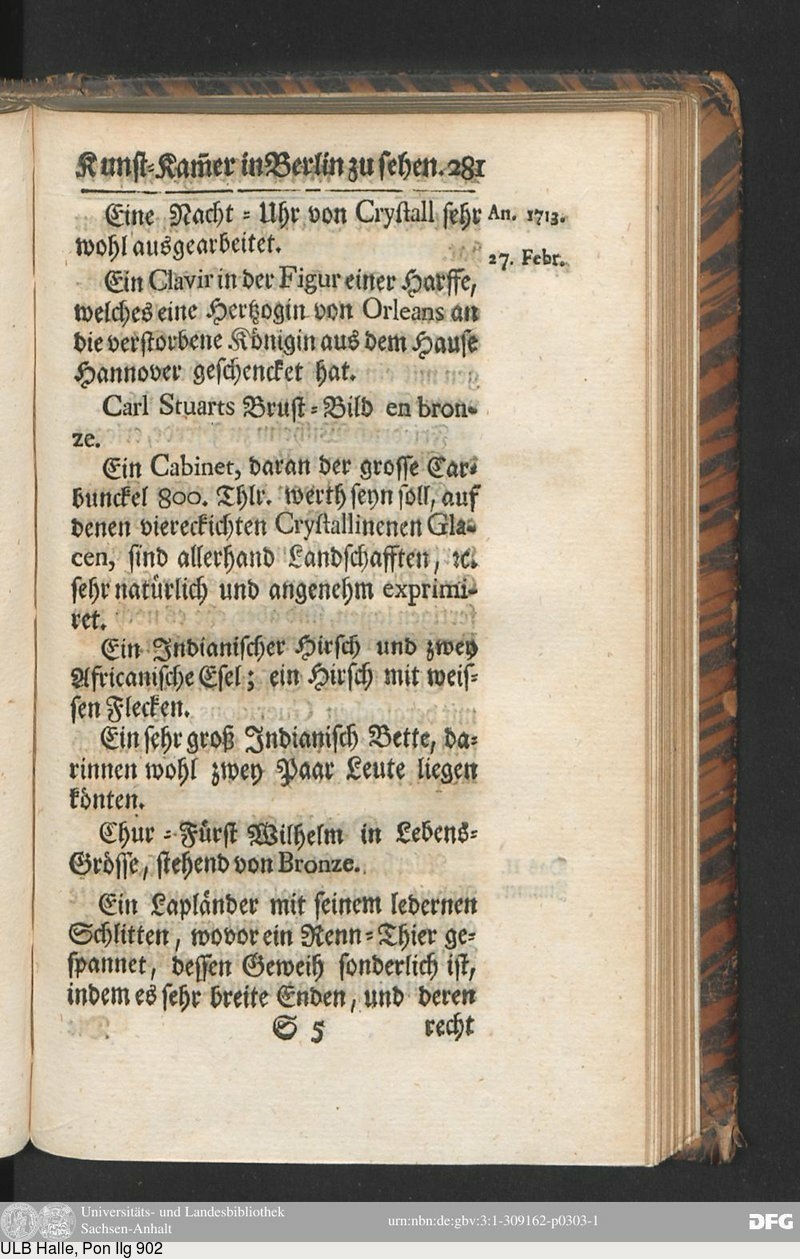 Kunst-Kam̃er in Berlin zu sehen. 281
Eine Nacht-Uhr von Crystall sehr
wohl ausgearbeitet.
An. 1713.
27. Febr.
Ein Clavir in der Figur einer Harffe,
welches eine Hertzogin von Orleans an
die verstorbene Königin aus dem Hause
Hannover geschencket hat.
Carl Stuarts Brust-Bild en bron-
ze.
Ein Cabinet, daran der grosse Car-
bunckel 800. Thlr. werth seyn soll, auf
denen viereckichten Crystallinenen Gla-
cen, sind allerhand Landschafften, ꝛc.
sehr natürlich und angenehm exprimi-
ret.
Ein Indianischer Hirsch und zwey
Africanische Esel; ein Hirsch mit weis-
sen Flecken.
Ein sehr groß Indianisch Bette, da-
rinnen wohl zwey Paar Leute liegen
könten.
Chur-Fürst Wilhelm in Lebens-
Grösse, stehend von Bronze.
Ein Lapländer mit seinem ledernen
Schlitten, wovor ein Renn-Thier ge-
spannet, dessen Geweih sonderlich ist,
indem es sehr breite Enden, und deren
S 5 recht
Universitäts- und Landesbibliothek
Sachsen-Anhalt
urn:nbn:de:gbv:3:1-309162-p0303-1
DFG
ULB Halle, Pon IIg 902